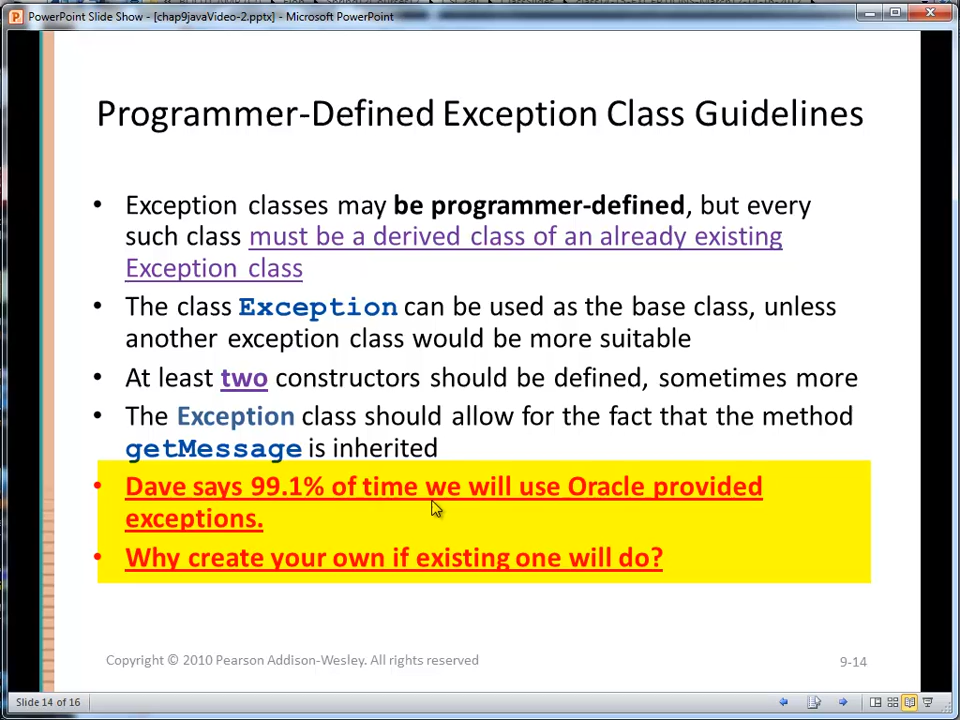 PowerPoint Slide Show - [chap9javaVideo-2.pptx] - Microsoft PowerPoint
Programmer-Defined Exception Class Guidelines
• Exception classes may be programmer-defined, but every
such class must be a derived class of an already existing
Exception class
• The class Exception can be used as the base class, unless
another exception class would be more suitable
• At least two constructors should be defined, sometimes more
• The Exception class should allow for the fact that the method
getMessage is inherited
• Dave says 99.1% of time we will use Oracle provided
exceptions.
• Why create your own if existing one will do?
Copyright © 2010 Pearson Addison-Wesley. All rights reserved
9-14
Slide 14 of 16